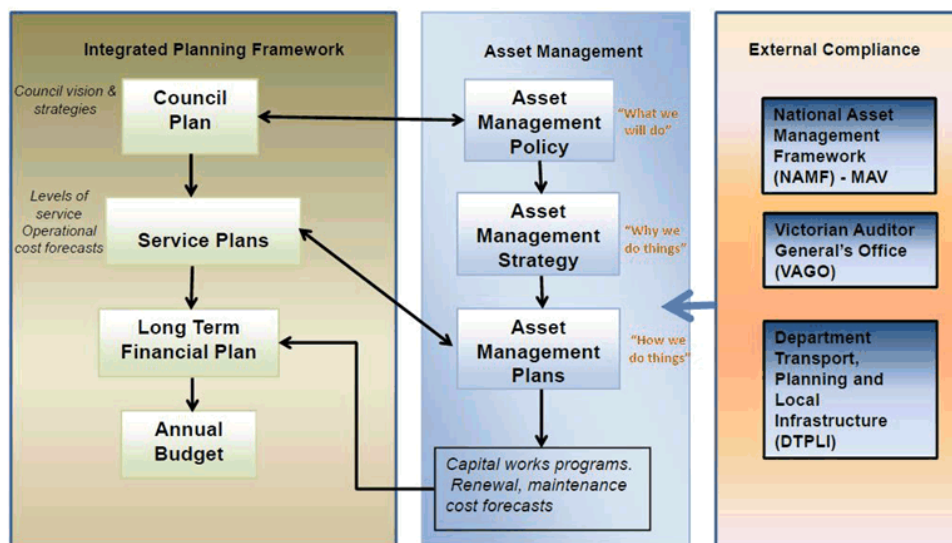 Integrated Planning Framework
Council vision &
strategies
Council
Plan
Levels of
service
Operational
cost forecasts
Service Plans
Long Term
Financial Plan
Annual
Budget
Asset Management
Asset
Management
Policy
"What we
will do"
Asset
Management
Strategy
"Why we
do things"
Asset
Management
Plans
"How we
do things"
Capital works programs.
Renewal, maintenance
cost forecasts
External Compliance
National Asset
Management
Framework
(NAMF) - MAV
Victorian Auditor
General's Office
(VAGO)
Department
Transport,
Planning and
Local
Infrastructure
(DTPLI)